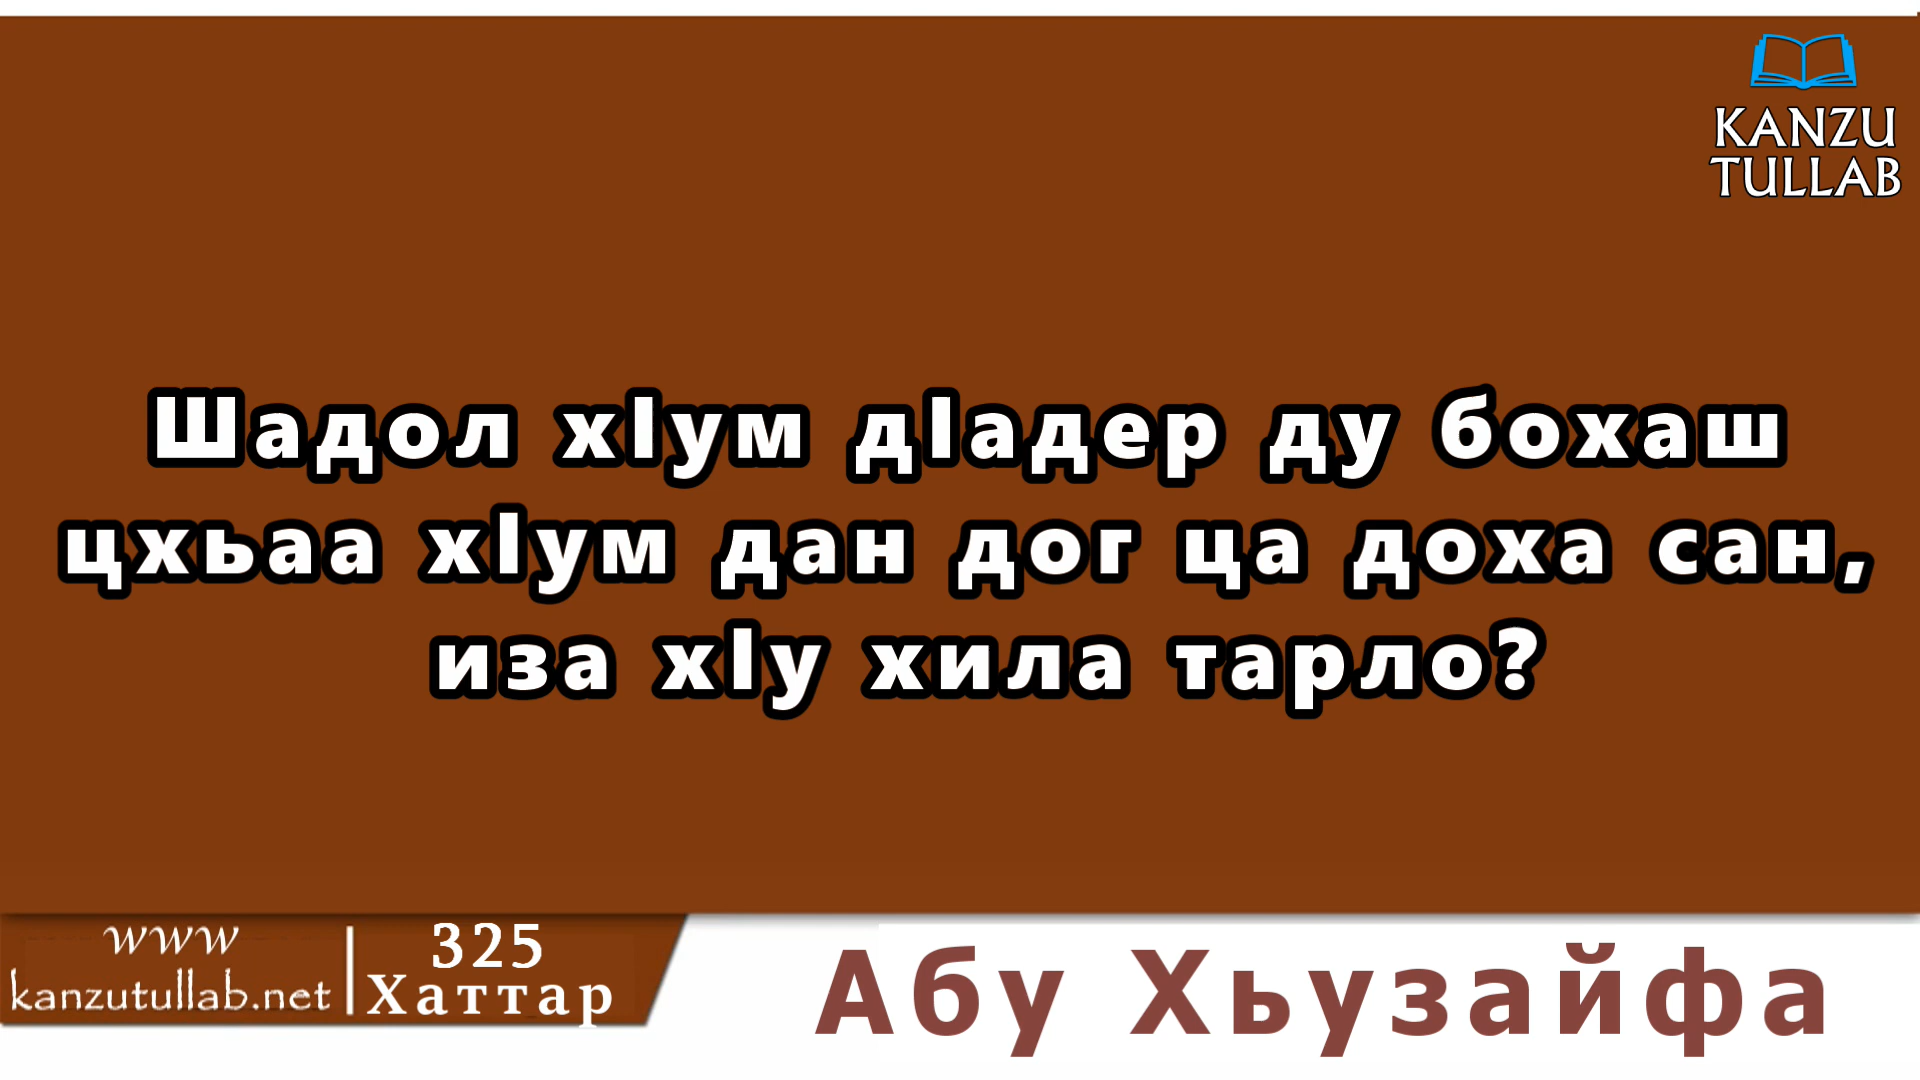 KANZU
TULLAB
Шадол хӏум дӏадер ду бохаш
цхьаа хӏум дан дог ца доха сан,
иза хӏу хила тарло?
www
kanzutullab.net
325
Хаттар
Абу Хьузайфа